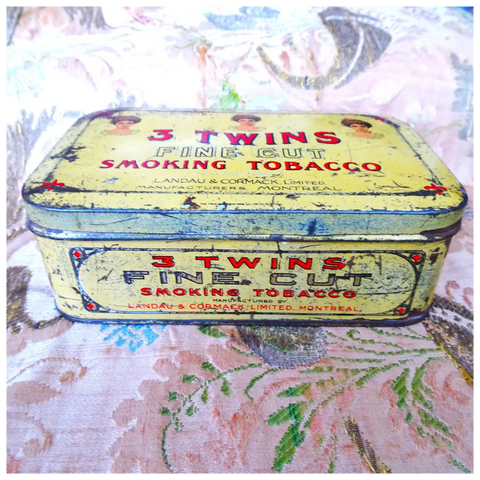 3 TWINS
FINE CUT
SMOKING TOBACCO
LANDAU & CORMACK, LIMITED.
MANUFACTURERS, MONTREAL
3 TWINS
FINE CUT
SMOKING TOBACCO
MANUFACTURED BY
LANDAU & CORMACK-LIMITED, MONTREAL.